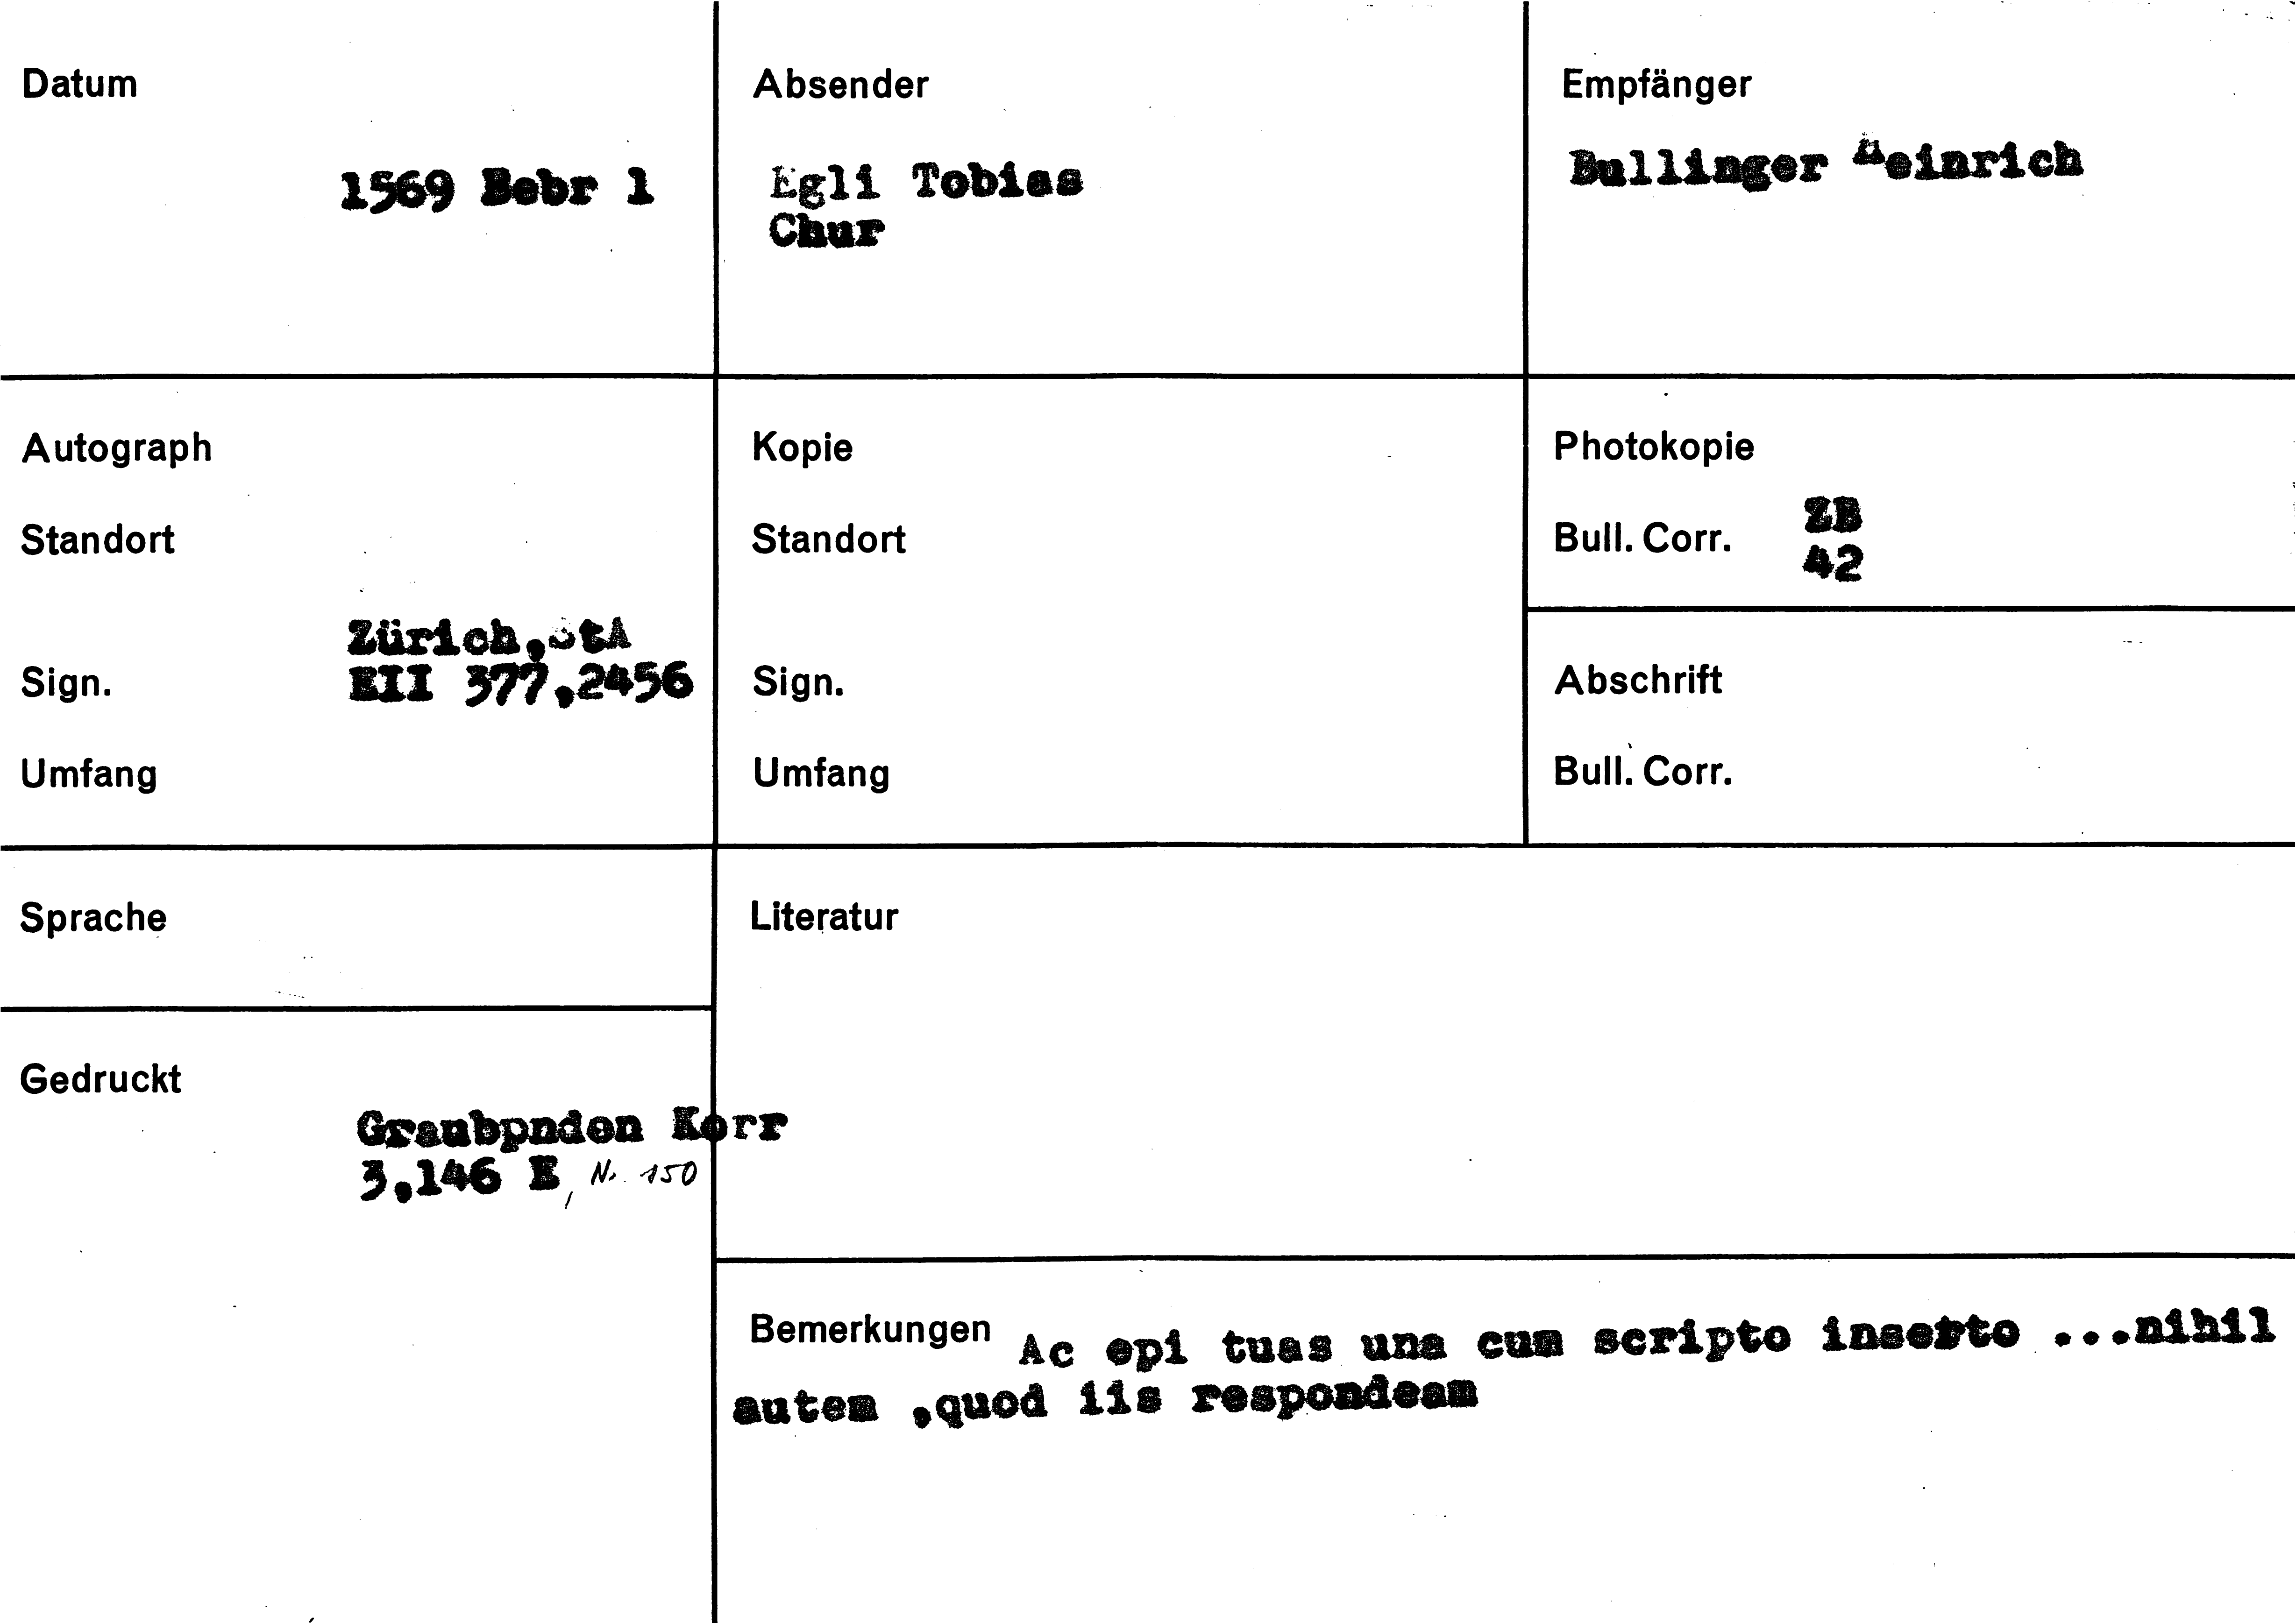 Datum
1569 Bebr 1
Absender
Egli Tobias
Chur
Empfänger
Bullinger Heinrich
Autograph
Standort
Zürich,StA
Sign. EII 377,2456
Umfang
Kopie
Standort
Sign.
Umfang
Photokopie
ZB
Bull. Corr.
42
Abschrift
Bull. Corr.
Sprache
Literatur
Gedruckt
Graubpnden Korr
3,146 E, Nr. 150
Bemerkungen Ac epi tuas una cum scripto inserto ...nihil
autem ,quod iis respondeam